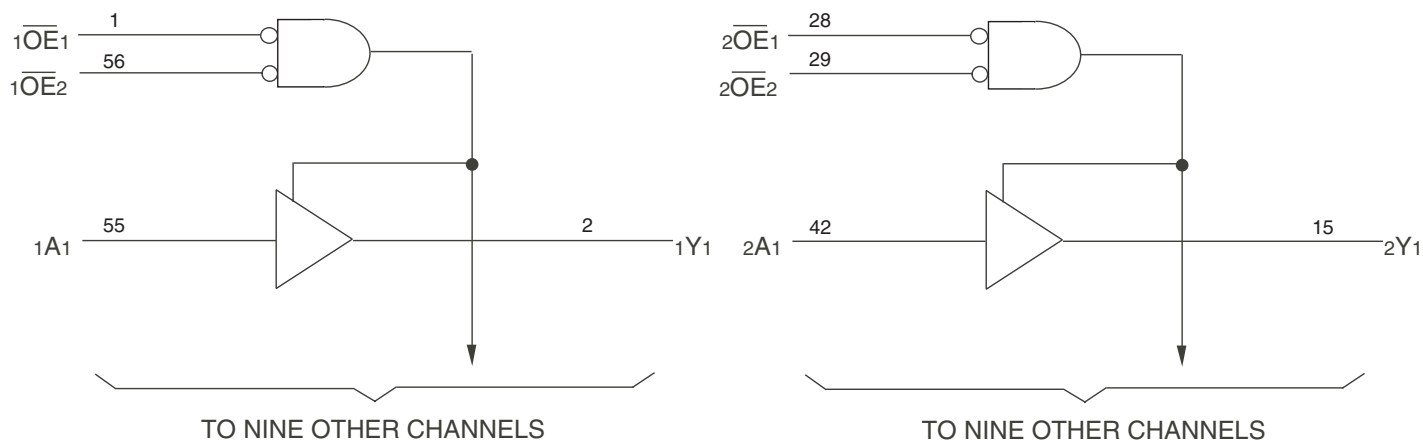 1OE1 1
1OE2 56
1A1 55 2 1Y1
TO NINE OTHER CHANNELS
2OE1 28
2OE2 29
2A1 42 15 2Y1
TO NINE OTHER CHANNELS